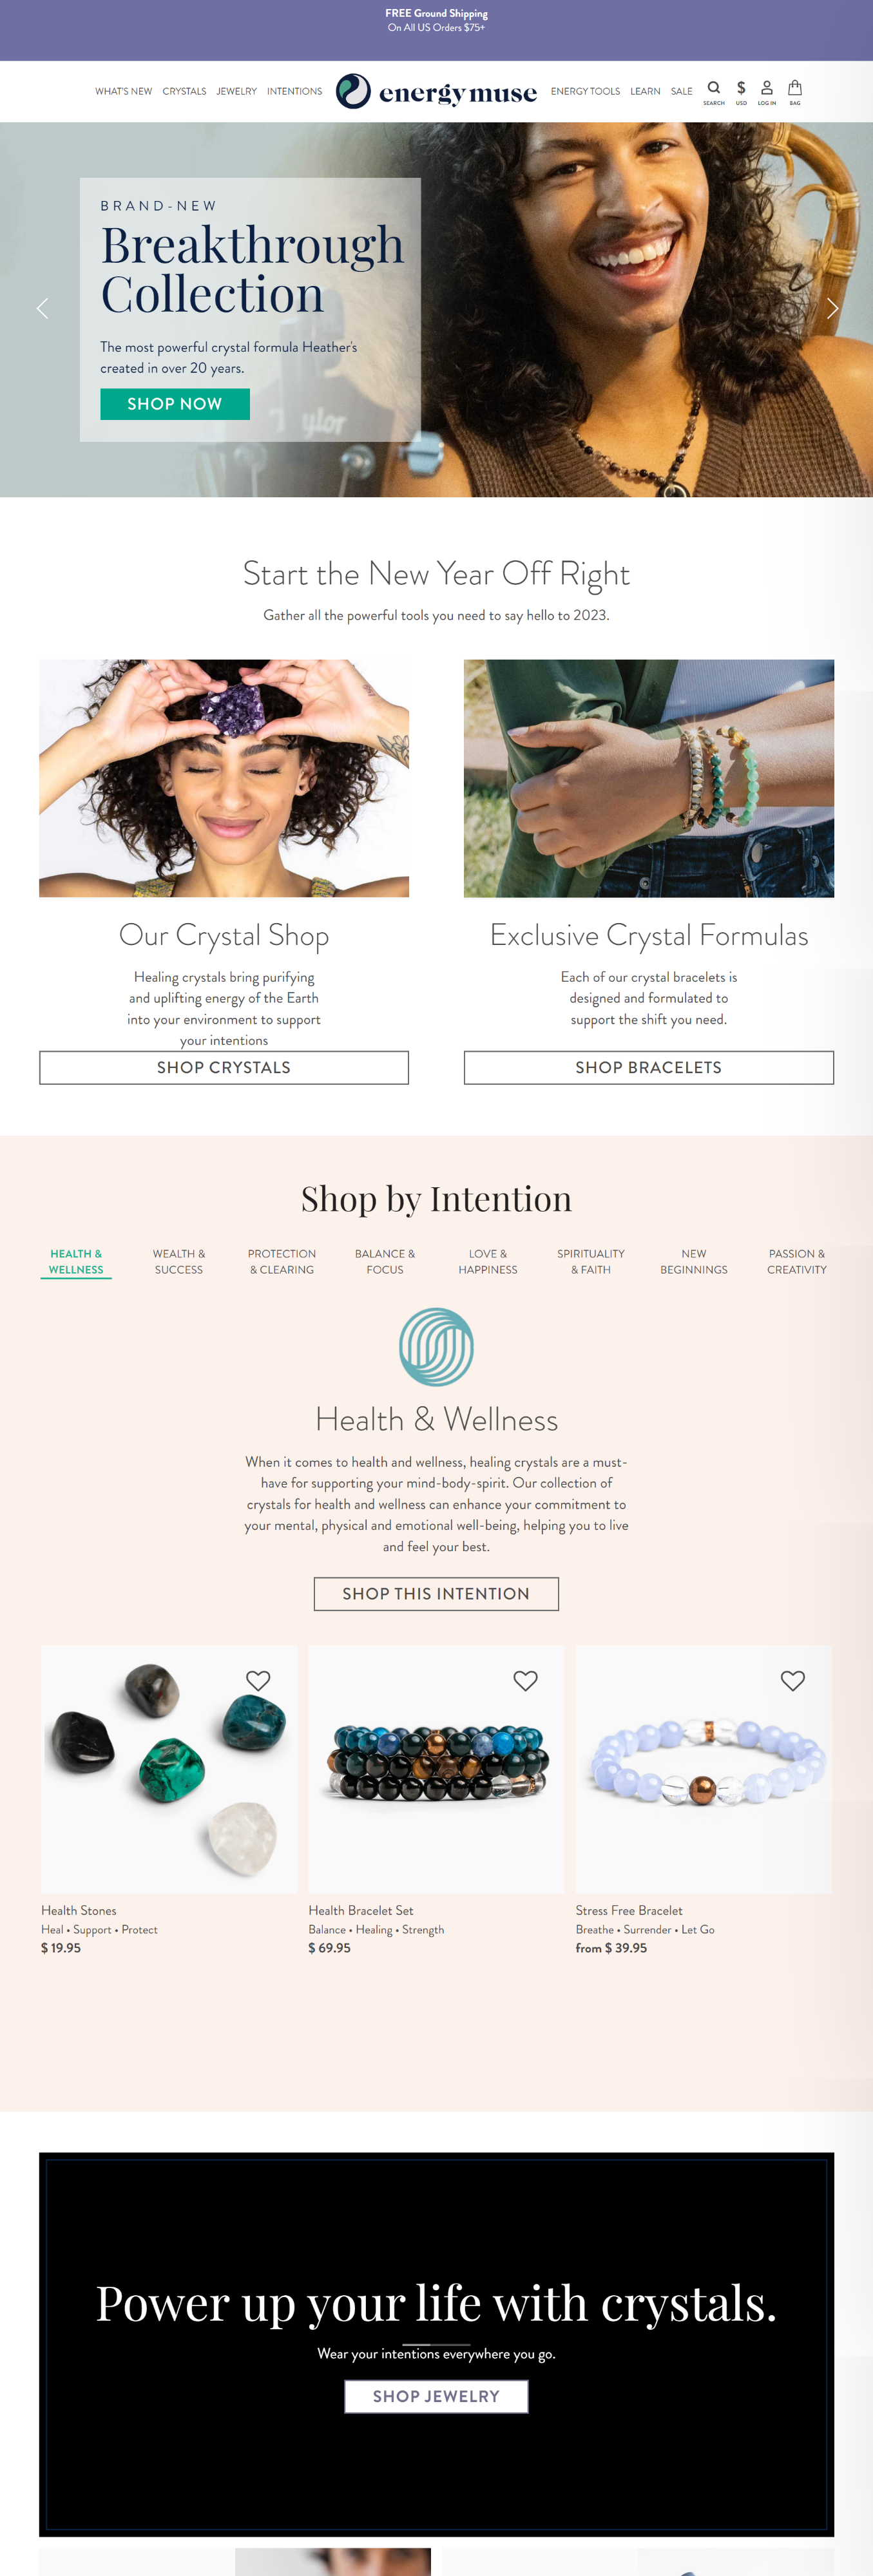 FREE Ground Shipping
On All US Orders $75+
WHAT'S NEW CRYSTALS JEWELRY INTENTIONS energymuse ENERGY TOOLS LEARN SALE
SEARCH USD LOG IN BAG
BRAND-NEW
Breakthrough
Collection
The most powerful crystal formula Heather's
created in over 20 years.
SHOP NOW
ylor
Start the New Year Off Right
Gather all the powerful tools you need to say hello to 2023.
Our Crystal Shop
Healing crystals bring purifying
and uplifting energy of the Earth
into your environment to support
your intentions
SHOP CRYSTALS
Exclusive Crystal Formulas
Each of our crystal bracelets is
designed and formulated to
support the shift you need.
SHOP BRACELETS
Shop by Intention
HEALTH &
WELLNESS
WEALTH &
SUCCESS
PROTECTION
& CLEARING
BALANCE &
FOCUS
LOVE &
HAPPINESS
SPIRITUALITY
& FAITH
NEW
BEGINNINGS
PASSION &
CREATIVITY
Health & Wellness
When it comes to health and wellness, healing crystals are a must-
have for supporting your mind-body-spirit. Our collection of
crystals for health and wellness can enhance your commitment to
your mental, physical and emotional well-being, helping you to live
and feel your best.
SHOP THIS INTENTION
Health Stones
Heal • Support • Protect
$ 19.95
Health Bracelet Set
Balance • Healing • Strength
$ 69.95
Stress Free Bracelet
Breathe • Surrender • Let Go
from $ 39.95
Power up your life with crystals.
Wear your intentions everywhere you go.
SHOP JEWELRY